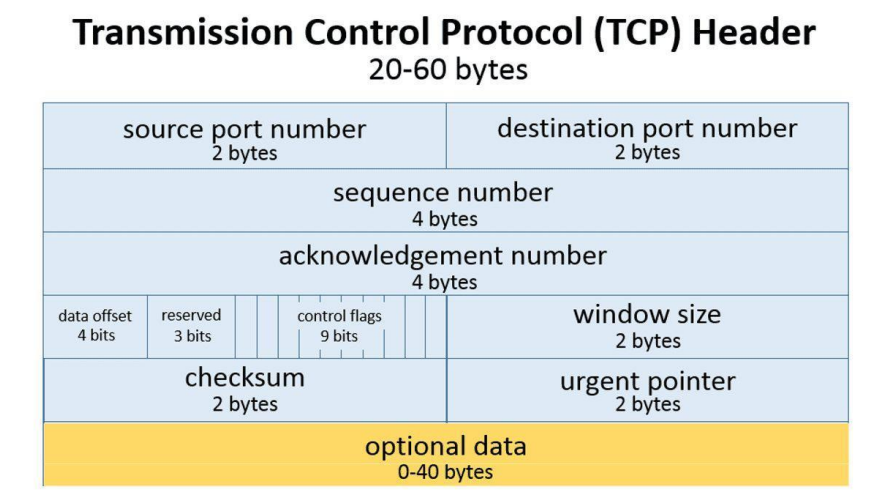 Transmission Control Protocol (TCP) Header
20-60 bytes
source port number
2 bytes
destination port number
2 bytes
sequence number
4 bytes
acknowledgement number
4 bytes
data offset
4 bits
reserved
3 bits
control flags
9 bits
window size
2 bytes
checksum
2 bytes
urgent pointer
2 bytes
optional data
0-40 bytes